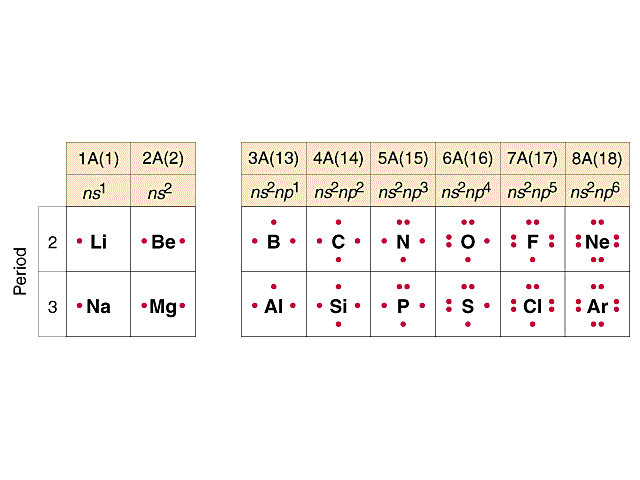 1A(1) 2A(2) 3A(13) 4A(14) 5A(15) 6A(16) 7A(17) 8A(18)
ns¹ ns² ns²np¹ ns²np² ns²np³ ns²np⁴ ns²np⁵ ns²np⁶
Period
2 Li Be B C N O F Ne
3 Na Mg Al Si P S Cl Ar